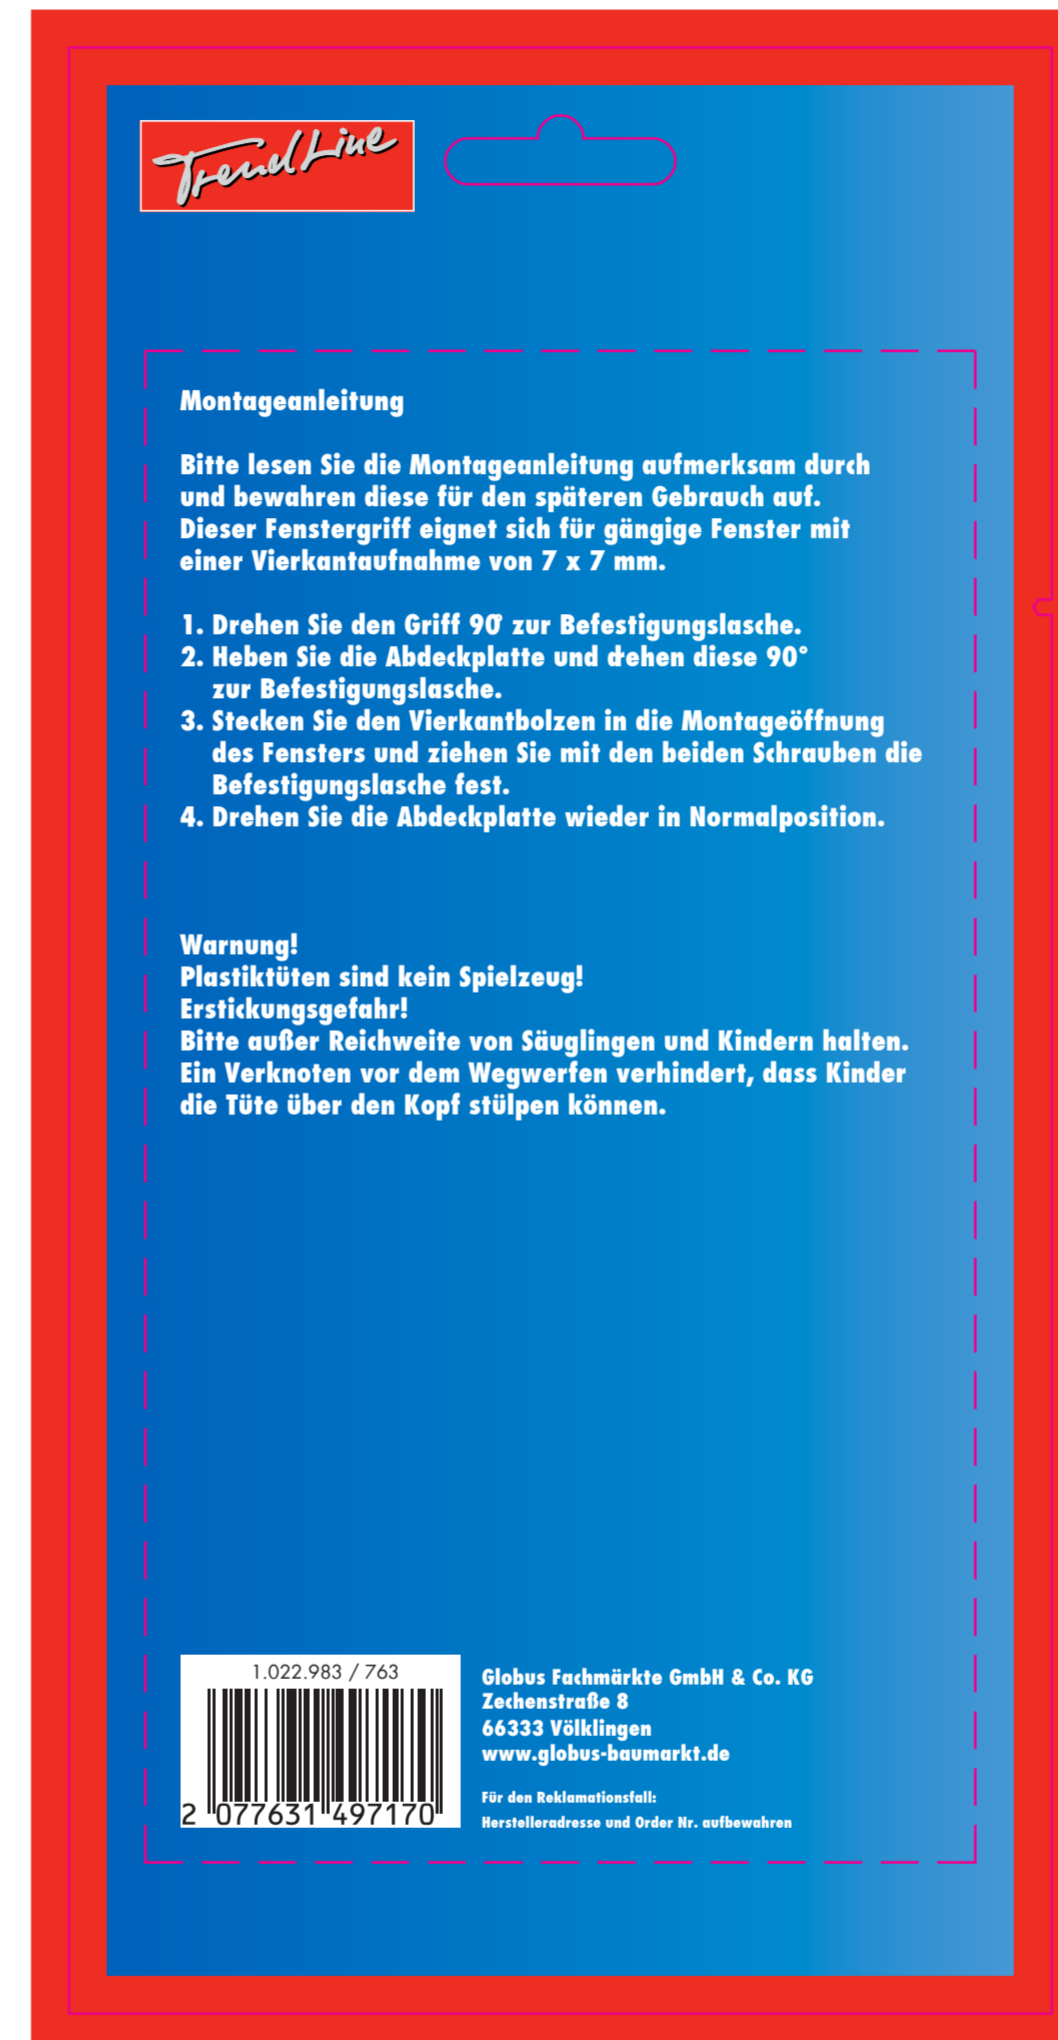 TrendLine
Montageanleitung
Bitte lesen Sie die Montageanleitung aufmerksam durch
und bewahren diese für den späteren Gebrauch auf.
Dieser Fenstergriff eignet sich für gängige Fenster mit
einer Vierkantaufnahme von 7 x 7 mm.
1. Drehen Sie den Griff 90° zur Befestigungslasche.
2. Heben Sie die Abdeckplatte und drehen diese 90°
zur Befestigungslasche.
3. Stecken Sie den Vierkantbolzen in die Montageöffnung
des Fensters und ziehen Sie mit den beiden Schrauben die
Befestigungslasche fest.
4. Drehen Sie die Abdeckplatte wieder in Normalposition.
Warnung!
Plastiktüten sind kein Spielzeug!
Erstickungsgefahr!
Bitte außer Reichweite von Säuglingen und Kindern halten.
Ein Verknoten vor dem Wegwerfen verhindert, dass Kinder
die Tüte über den Kopf stülpen können.
1.022.983 / 763
2 077631 497170
Globus Fachmärkte GmbH & Co. KG
Zechenstraße 8
66333 Völklingen
www.globus-baumarkt.de
Für den Reklamationsfall:
Herstelleradresse und Order Nr. aufbewahren